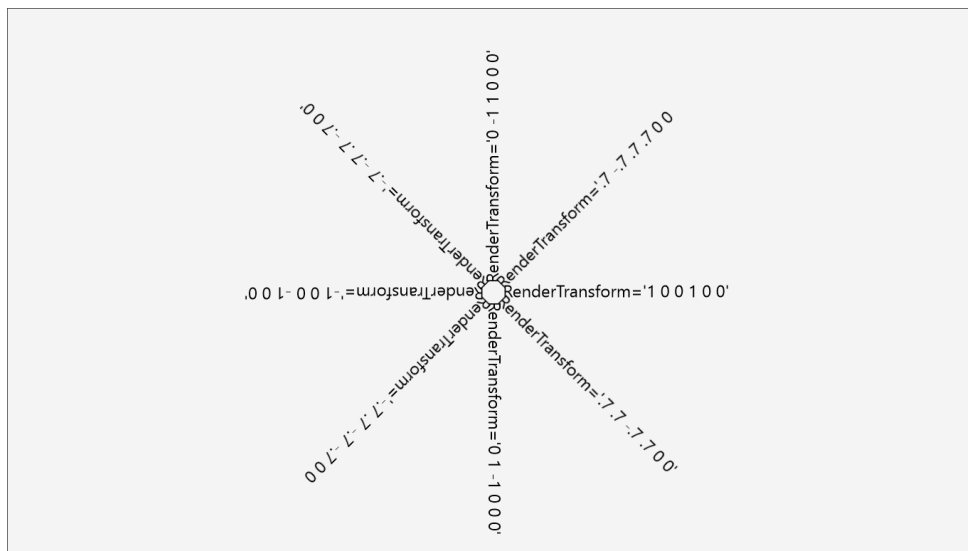 RenderTransform='0 -1 1 0 0 0'
RenderTransform='.7 -.7 .7 .7 0 0
RenderTransform='1 0 0 1 0 0'
RenderTransform='.7 .7 -.7 .7 0 0'
RenderTransform='0 1 -1 0 0 0'
RenderTransform='-.7 .7 -.7 -.7 0 0
RenderTransform='-1 0 0 -1 0 0'
RenderTransform='-.7 -.7 .7 -.7 0 0'